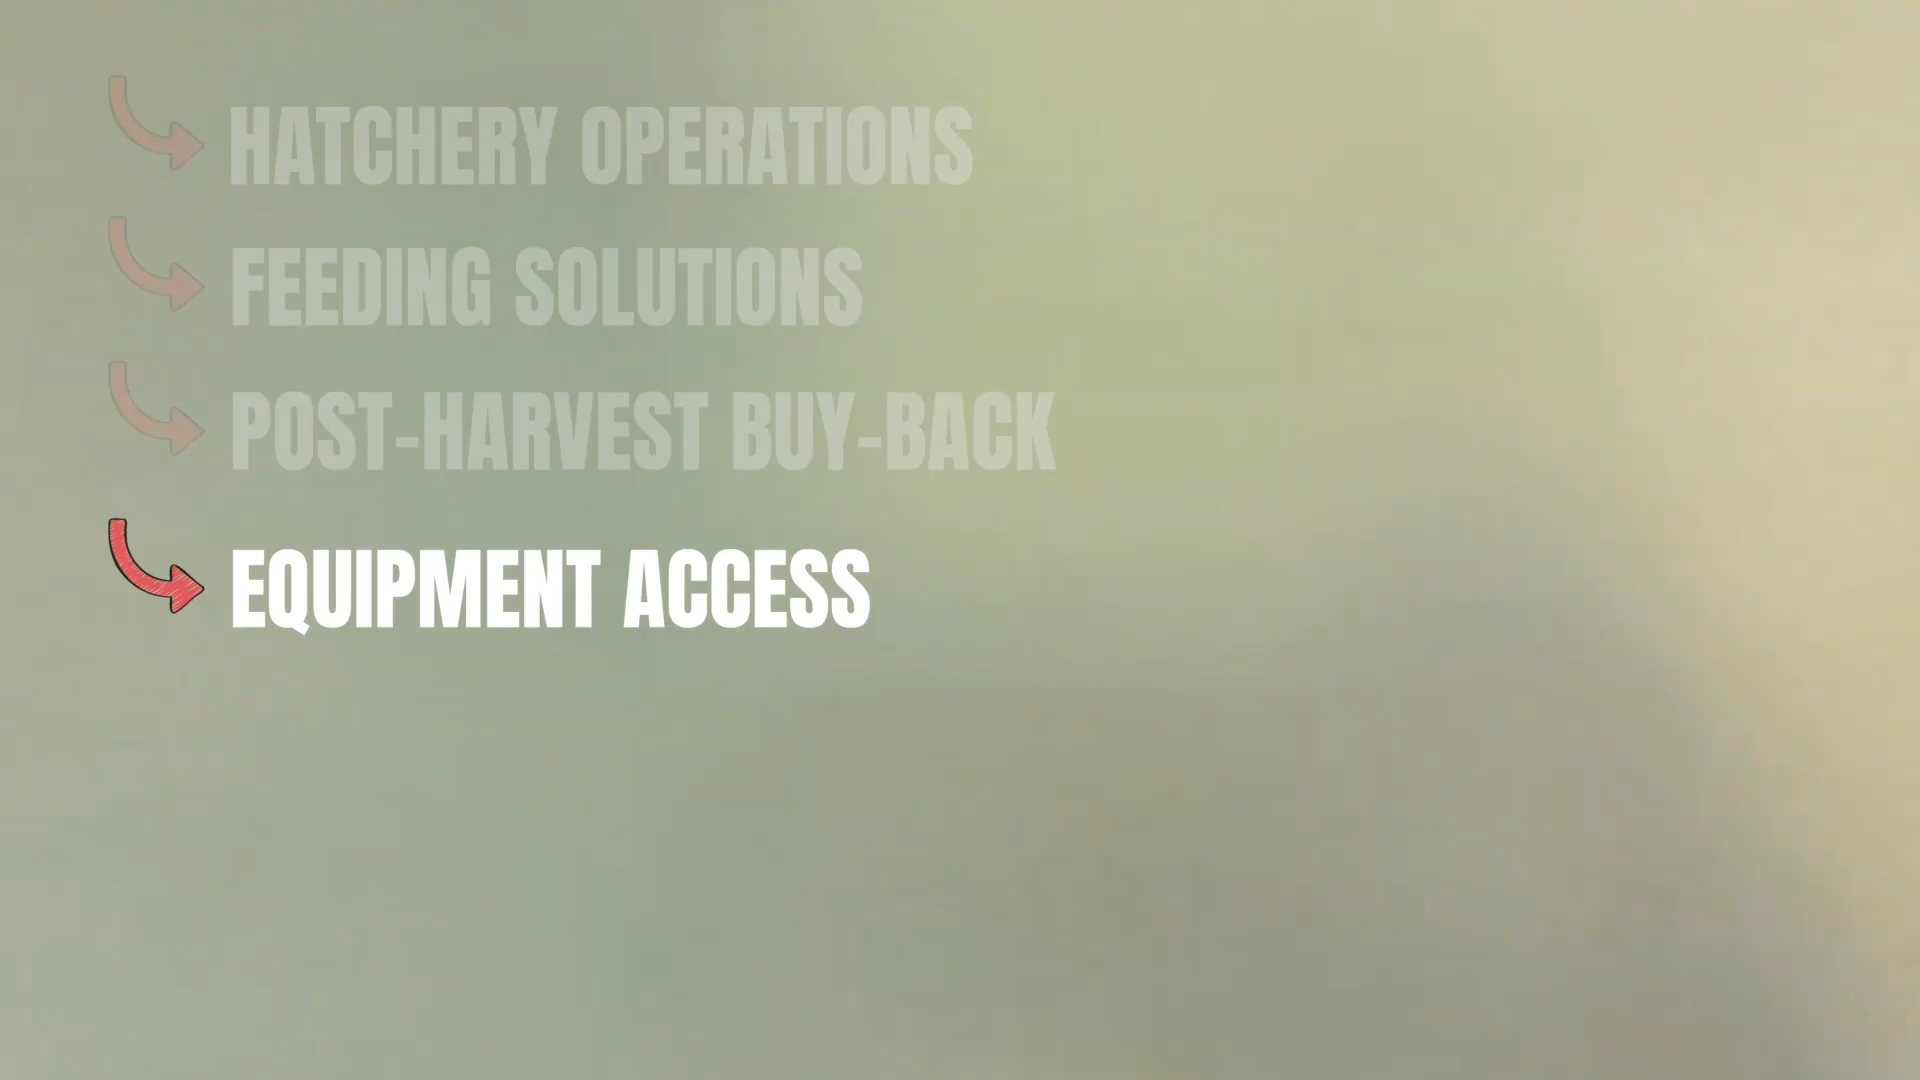 HATCHERY OPERATIONS
FEEDING SOLUTIONS
POST-HARVEST BUY-BACK
EQUIPMENT ACCESS